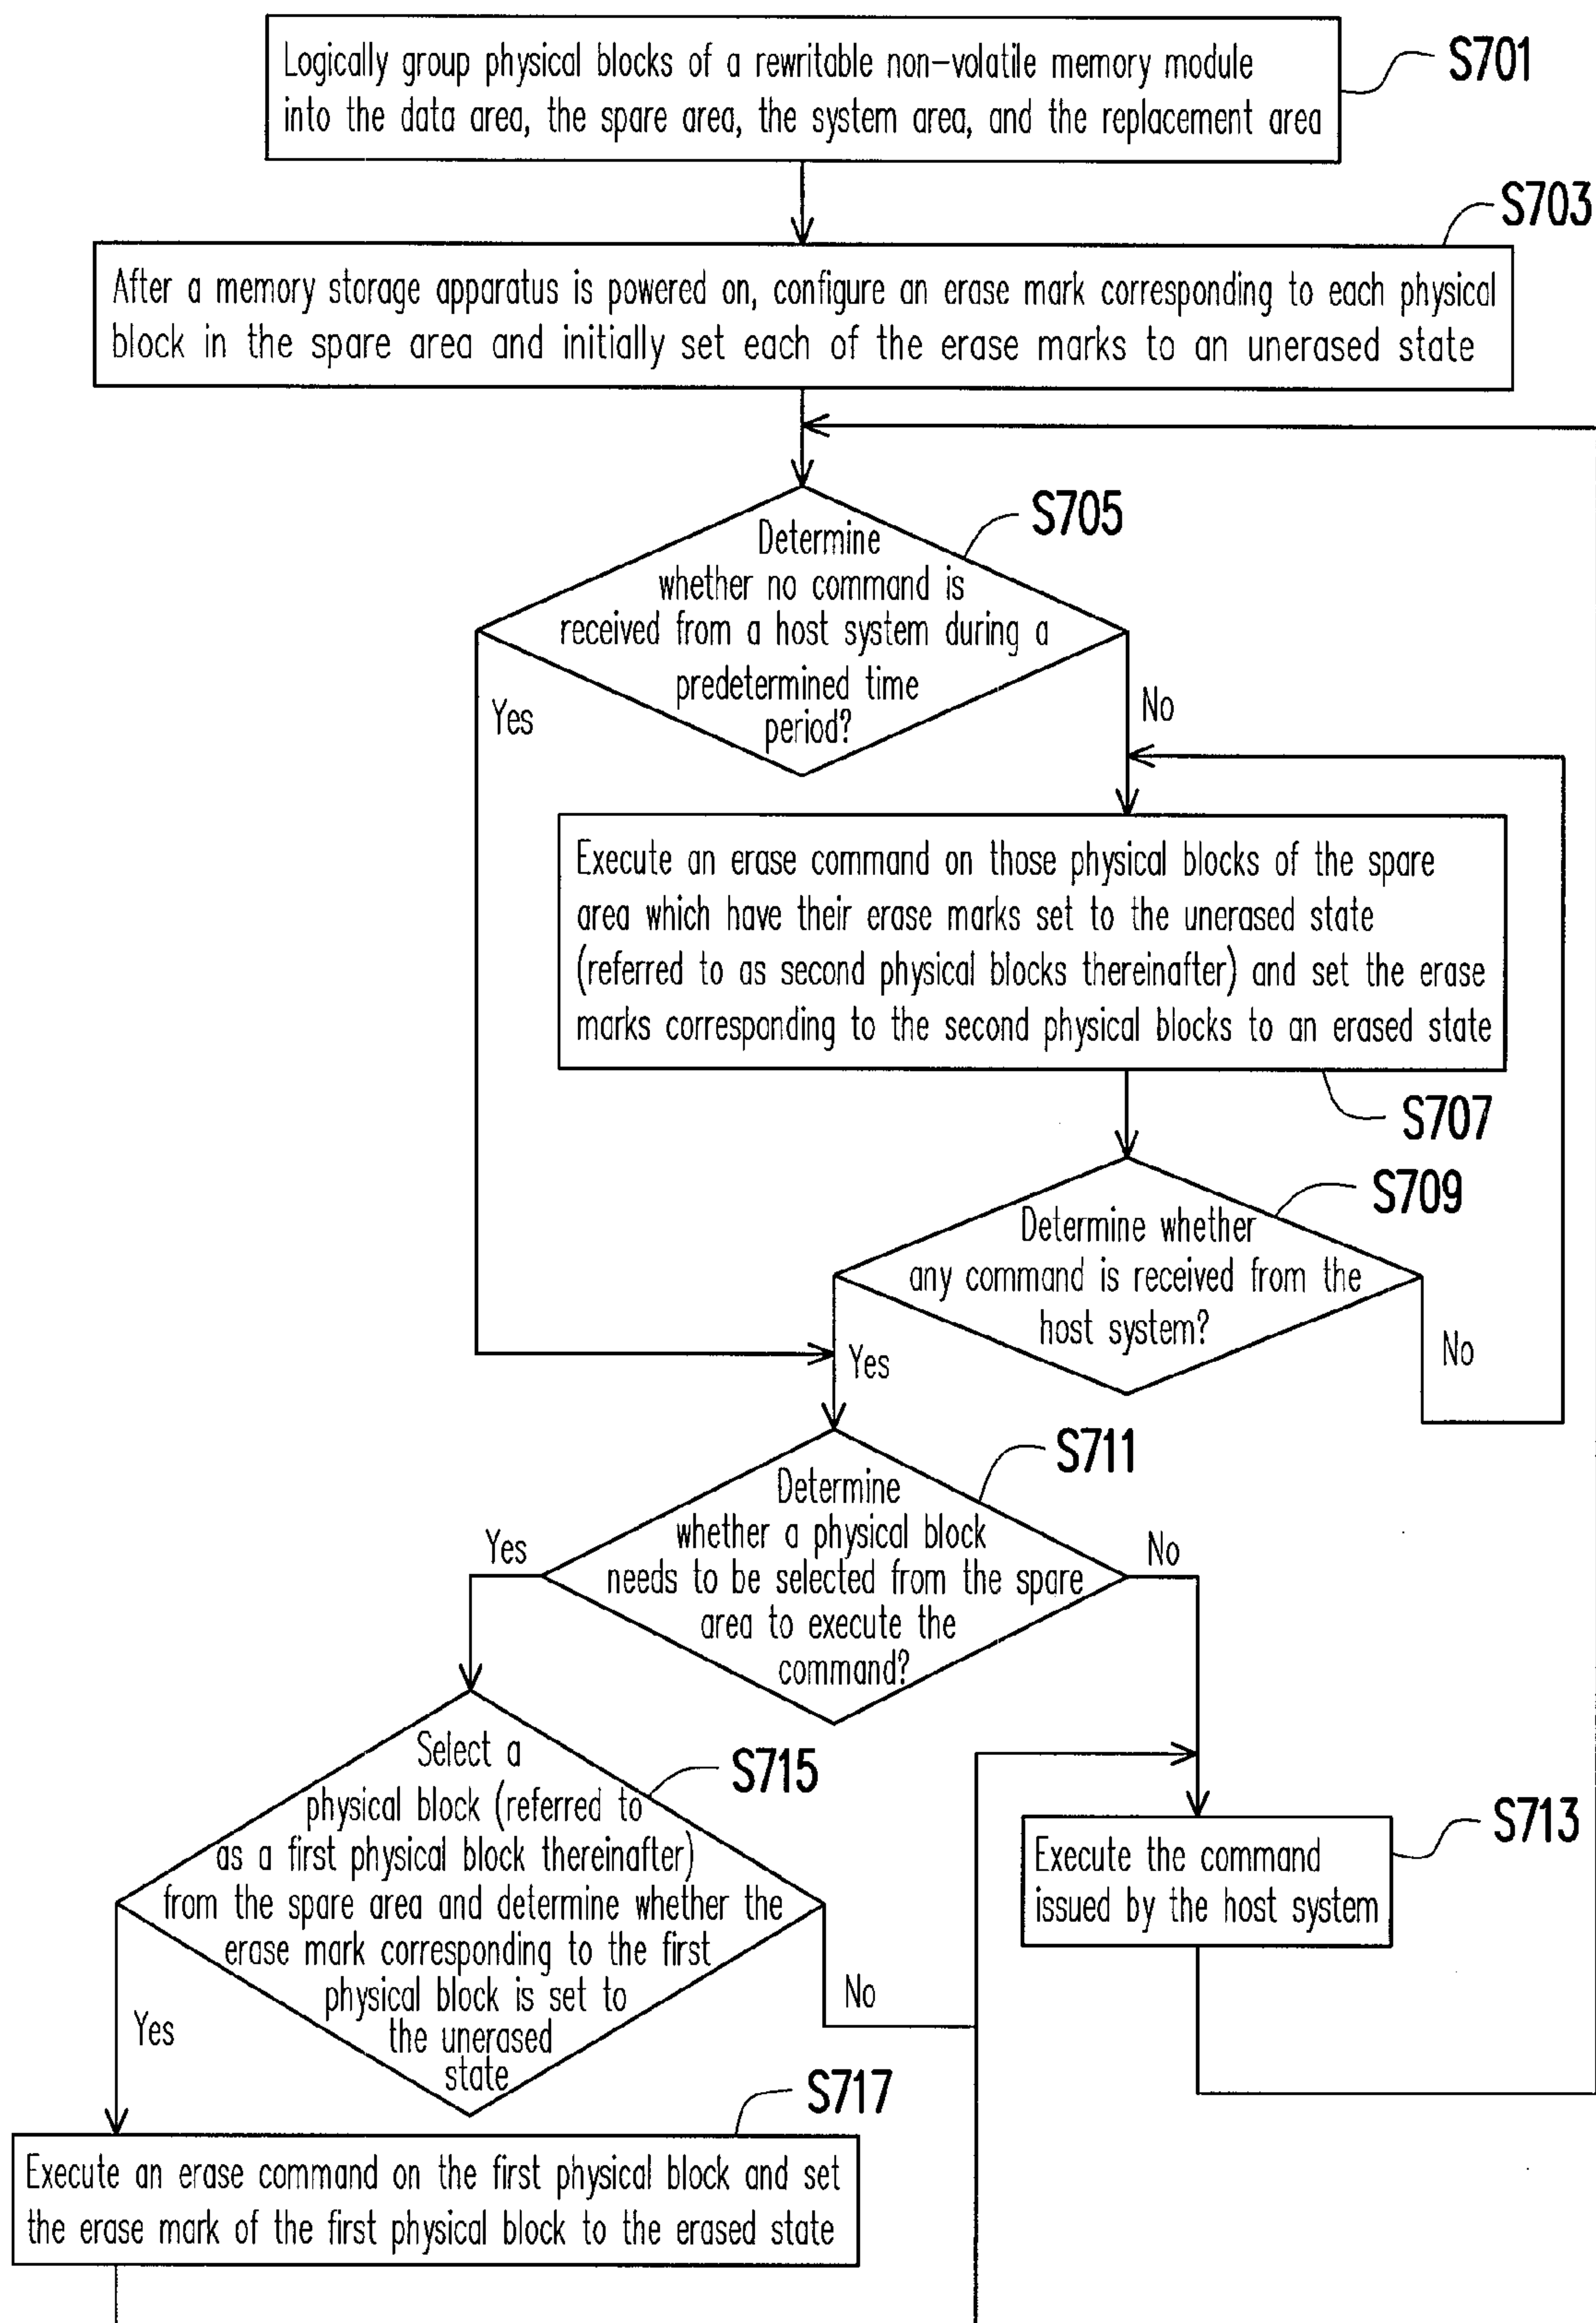 Logically group physical blocks of a rewritable non-volatile memory module
into the data area, the spare area, the system area, and the replacement area
S701
S703
After a memory storage apparatus is powered on, configure an erase mark corresponding to each physical
block in the spare area and initially set each of the erase marks to an unerased state
S705
Determine
whether no command is
received from a host system during a
predetermined time
period?
Yes
No
Execute an erase command on those physical blocks of the spare
area which have their erase marks set to the unerased state
(referred to as second physical blocks thereinafter) and set the erase
marks corresponding to the second physical blocks to an erased state
S707
S709
Determine whether
any command is received from the
host system?
Yes
No
S711
Determine
whether a physical block
needs to be selected from the spare
area to execute the
command?
Yes
No
Select a
physical block (referred to
as a first physical block thereinafter)
from the spare area and determine whether the
erase mark corresponding to the first
physical block is set to
the unerased
state
S715
Yes
No
S713
Execute the command
issued by the host system
S717
Execute an erase command on the first physical block and set
the erase mark of the first physical block to the erased state